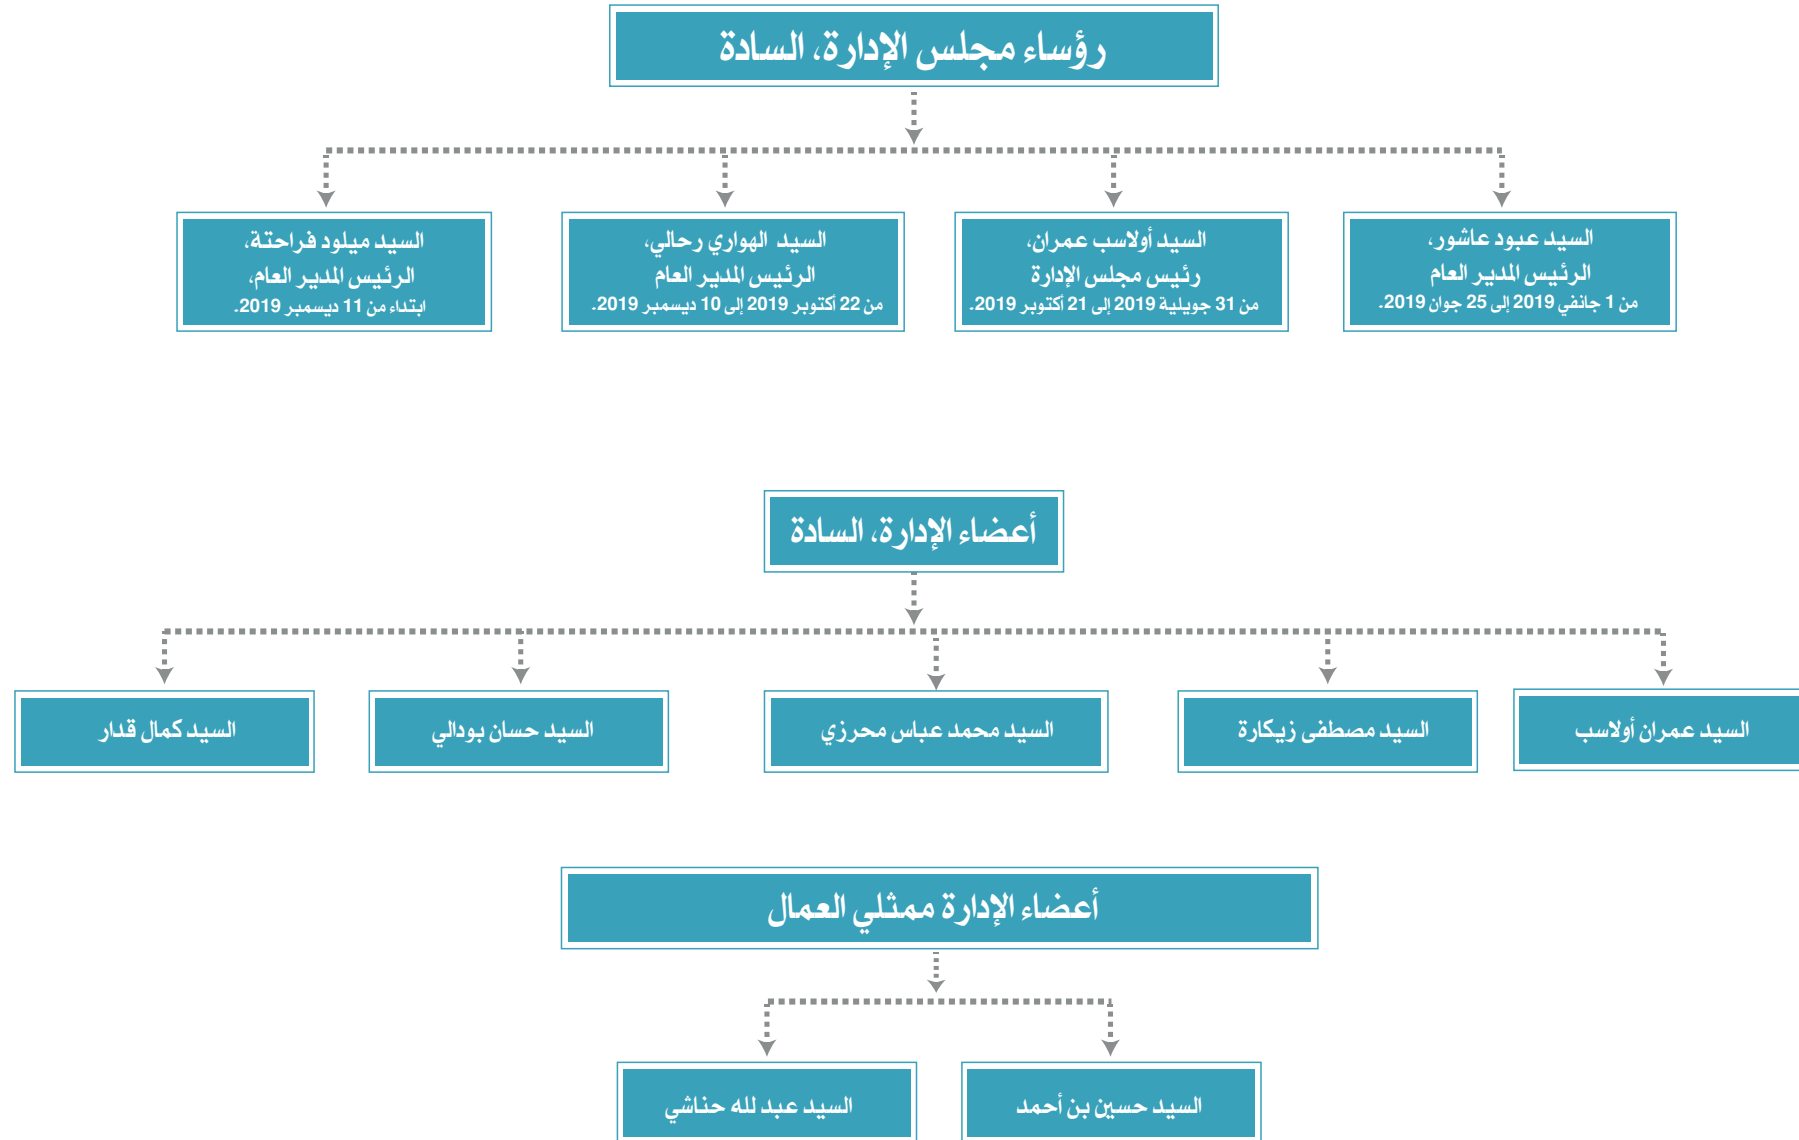 رؤساء مجلس الإدارة، السادة
السيد عبود عاشور،
الرئيس المدير العام
من 1 جانفي 2019 إلى 25 جوان 2019.
السيد أولاسب عمران،
رئيس مجلس الإدارة
من 31 جويلية 2019 إلى 21 أكتوبر 2019.
السيد الهواري رحالي،
الرئيس المدير العام
من 22 أكتوبر 2019 إلى 10 ديسمبر 2019.
السيد ميلود فراحتة،
الرئيس المدير العام،
ابتداء من 11 ديسمبر 2019.
أعضاء الإدارة، السادة
السيد عمران أولاسب
السيد مصطفى زيكارة
السيد محمد عباس محرزي
السيد حسان بودالي
السيد كمال قدار
أعضاء الإدارة ممثلي العمال
السيد حسين بن أحمد
السيد عبد لله حناشي